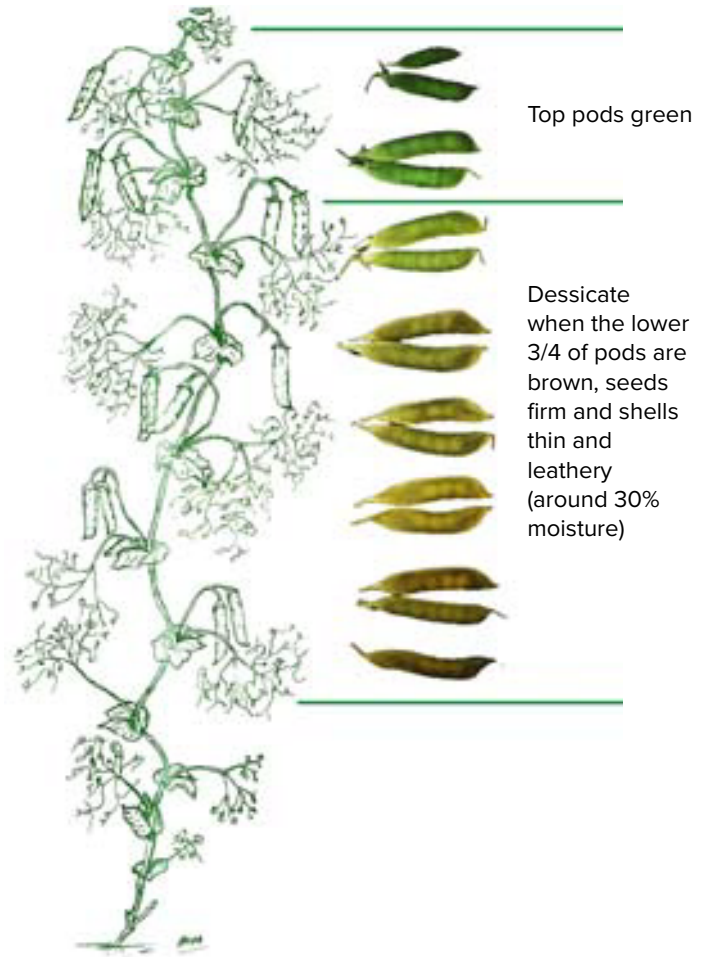 Top pods green
Dessicate
when the lower
3/4 of pods are
brown, seeds
firm and shells
thin and
leathery
(around 30%
moisture)